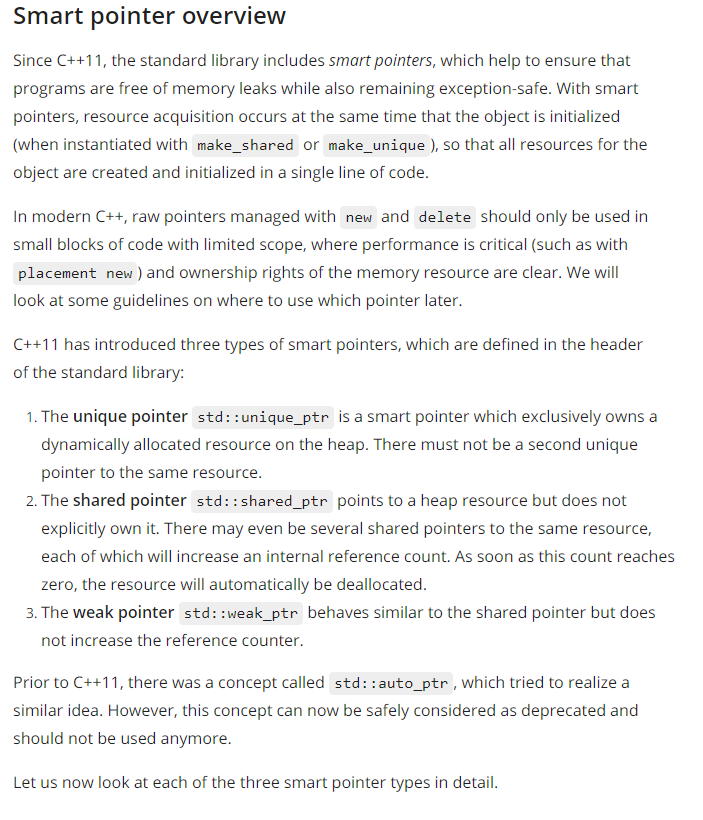 Smart pointer overview
Since C++11, the standard library includes smart pointers, which help to ensure that
programs are free of memory leaks while also remaining exception-safe. With smart
pointers, resource acquisition occurs at the same time that the object is initialized
(when instantiated with make_shared or make_unique ), so that all resources for the
object are created and initialized in a single line of code.
In modern C++, raw pointers managed with new and delete should only be used in
small blocks of code with limited scope, where performance is critical (such as with
placement new ) and ownership rights of the memory resource are clear. We will
look at some guidelines on where to use which pointer later.
C++11 has introduced three types of smart pointers, which are defined in the header
of the standard library:
1. The unique pointer std::unique_ptr is a smart pointer which exclusively owns a
dynamically allocated resource on the heap. There must not be a second unique
pointer to the same resource.
2. The shared pointer std::shared_ptr points to a heap resource but does not
explicitly own it. There may even be several shared pointers to the same resource,
each of which will increase an internal reference count. As soon as this count reaches
zero, the resource will automatically be deallocated.
3. The weak pointer std::weak_ptr behaves similar to the shared pointer but does
not increase the reference counter.
Prior to C++11, there was a concept called std::auto_ptr , which tried to realize a
similar idea. However, this concept can now be safely considered as deprecated and
should not be used anymore.
Let us now look at each of the three smart pointer types in detail.